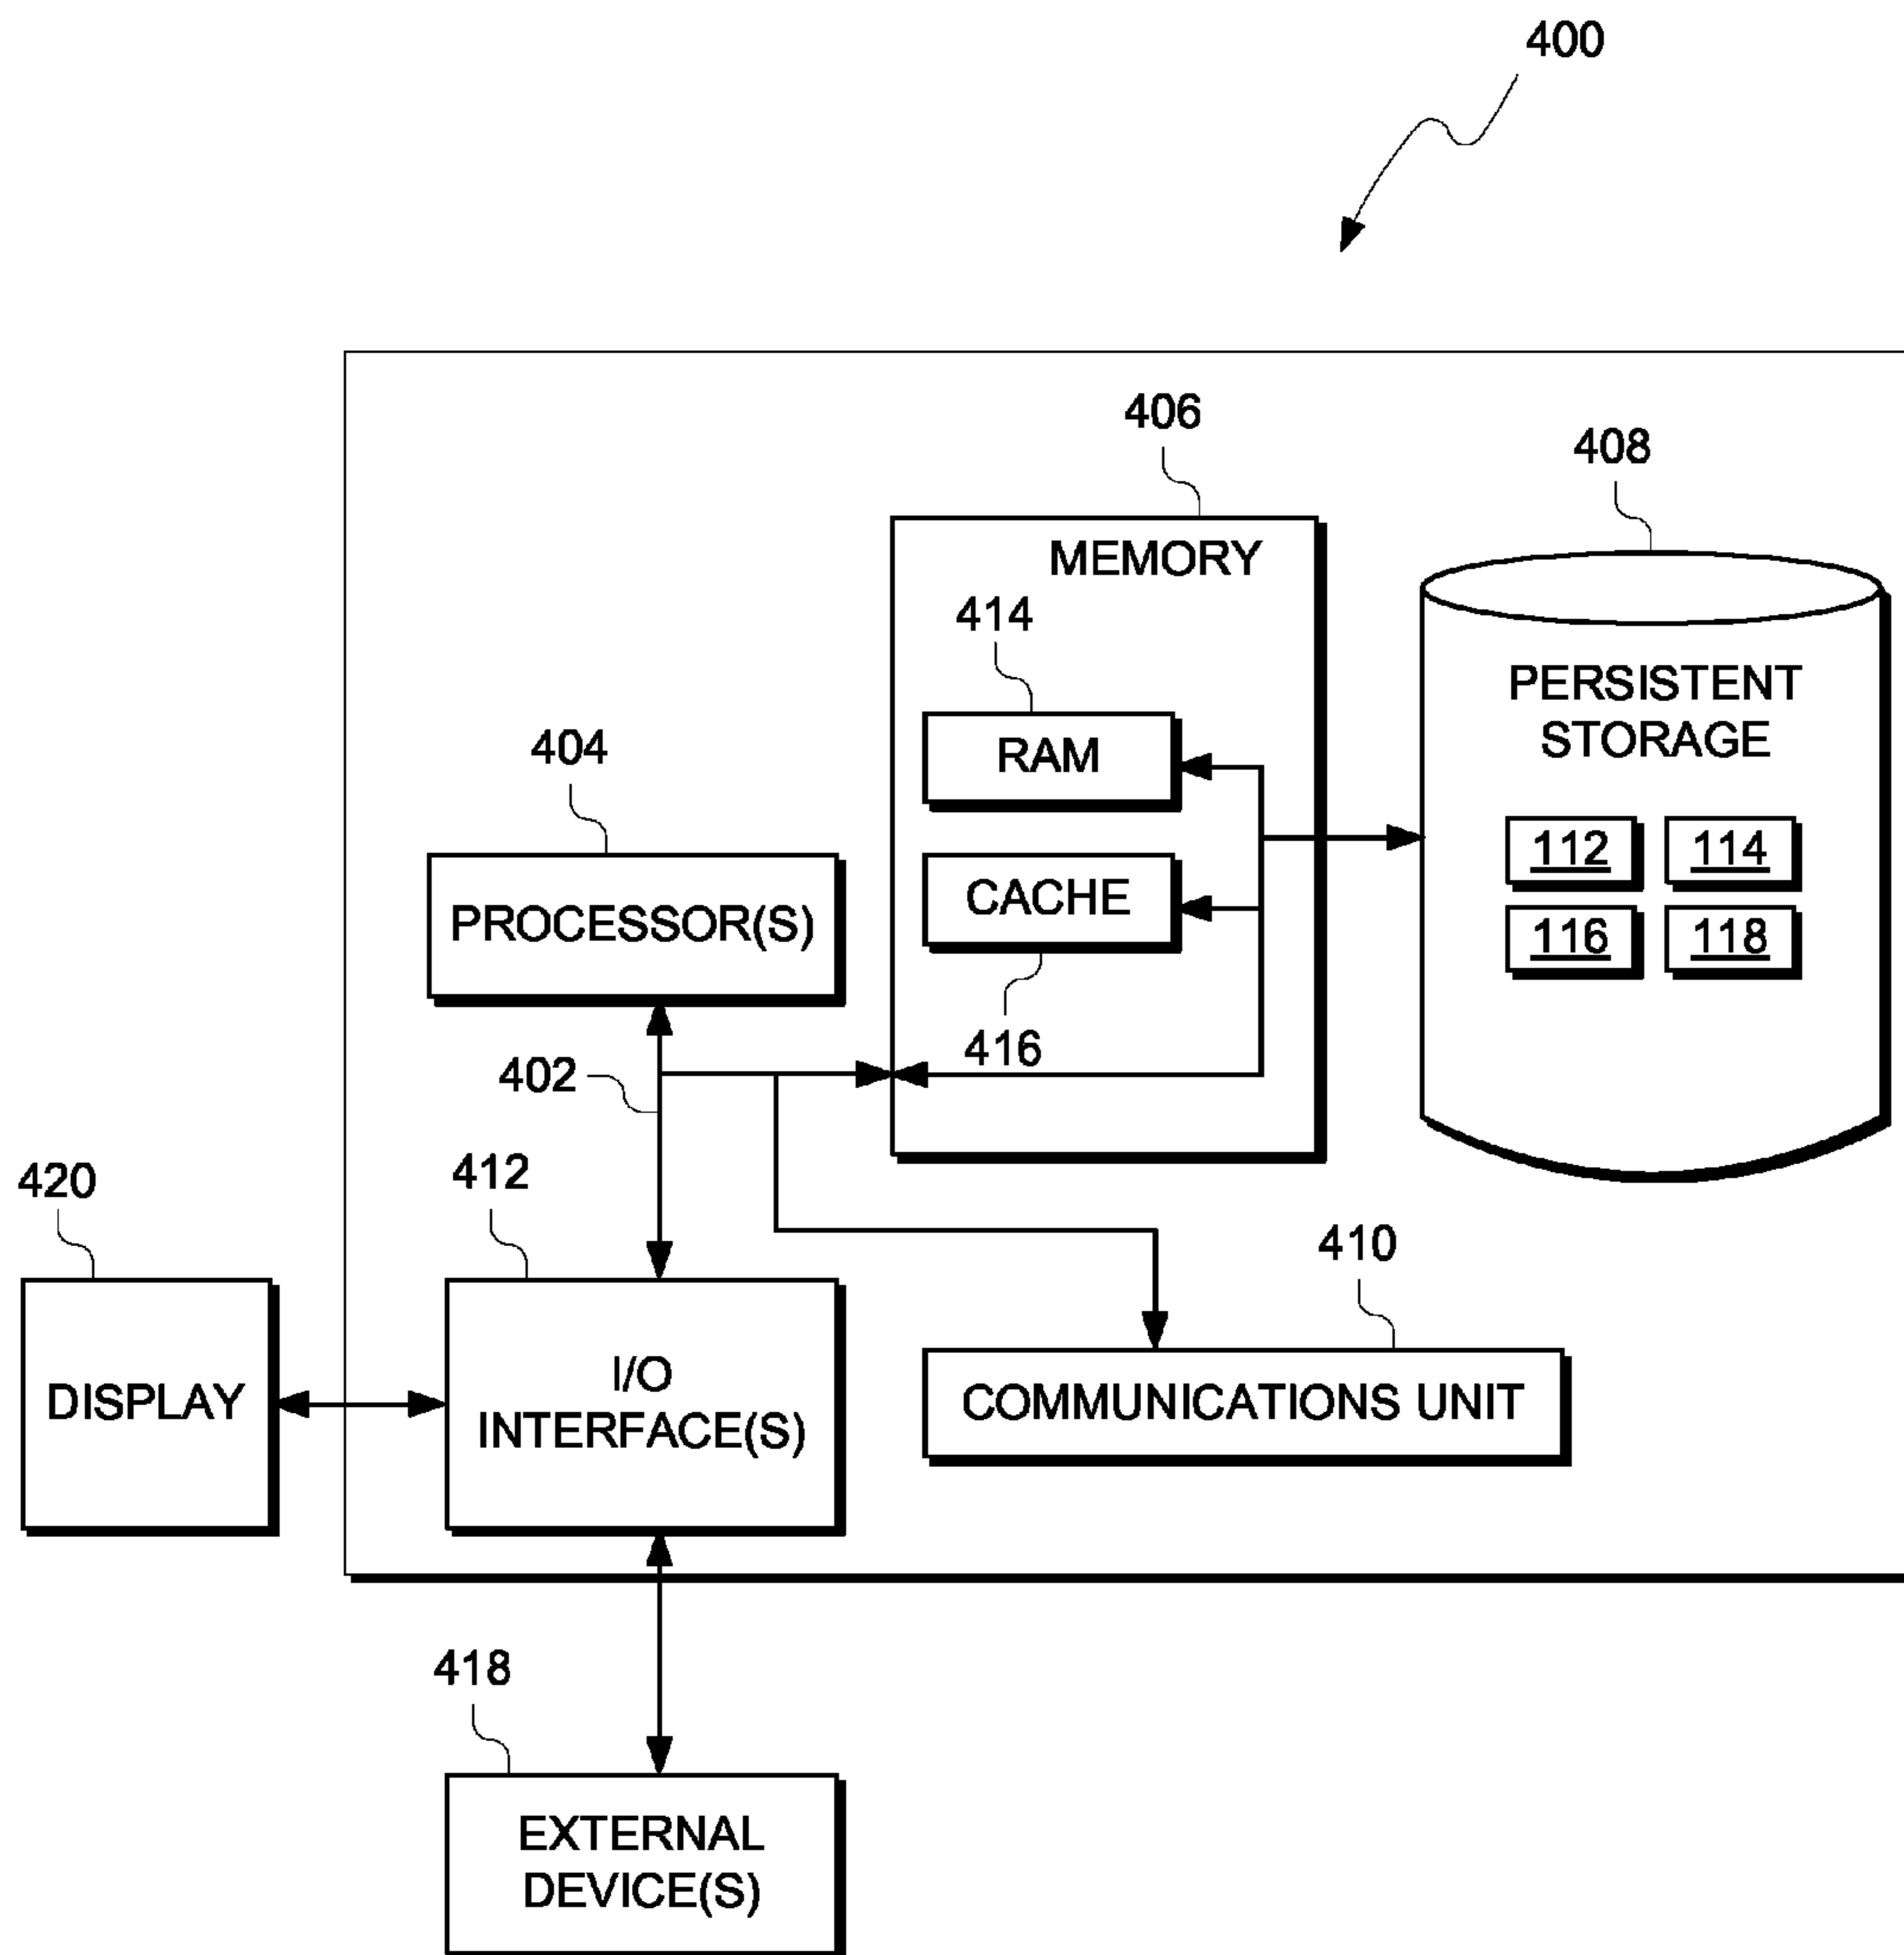 400
406
408
MEMORY
414
PERSISTENT
STORAGE
RAM
404
112
114
CACHE
PROCESSOR(S)
116
118
416
402
420
412
410
DISPLAY
I/O
INTERFACE(S)
COMMUNICATIONS UNIT
418
EXTERNAL
DEVICE(S)